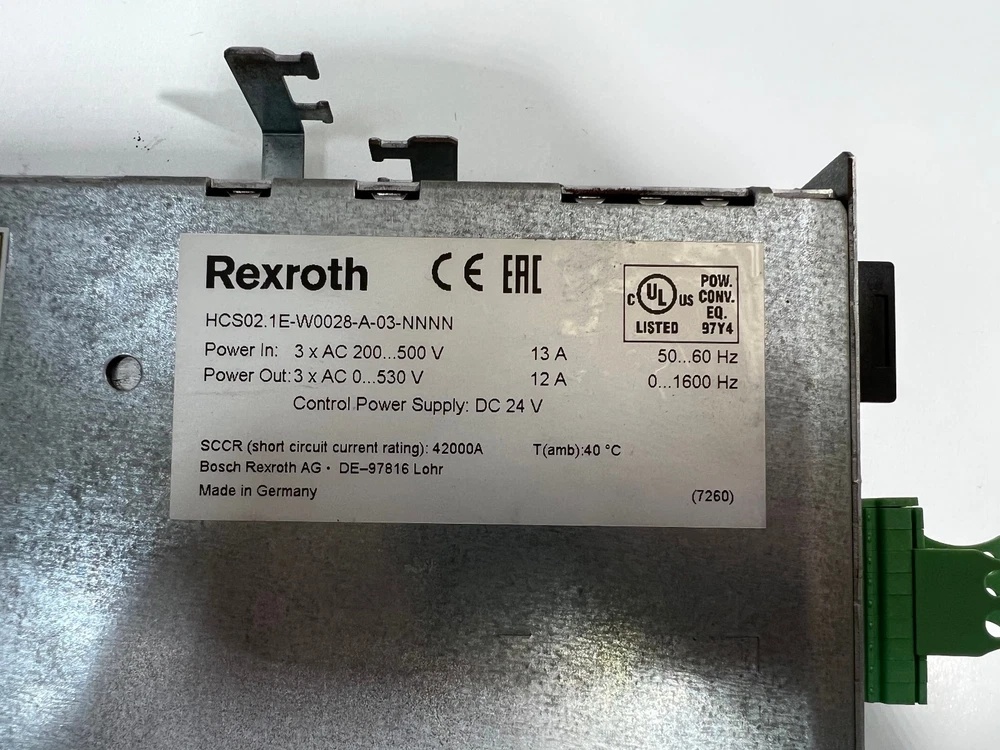 Rexroth CE EAC
C UL US LISTED POW. CONV. EQ. 97Y4
HCS02.1E-W0028-A-03-NNNN
Power In: 3 x AC 200...500 V 13 A 50...60 Hz
Power Out: 3 x AC 0...530 V 12 A 0...1600 Hz
Control Power Supply: DC 24 V
SCCR (short circuit current rating): 42000A T(amb):40 °C
Bosch Rexroth AG • DE–97816 Lohr
Made in Germany (7260)